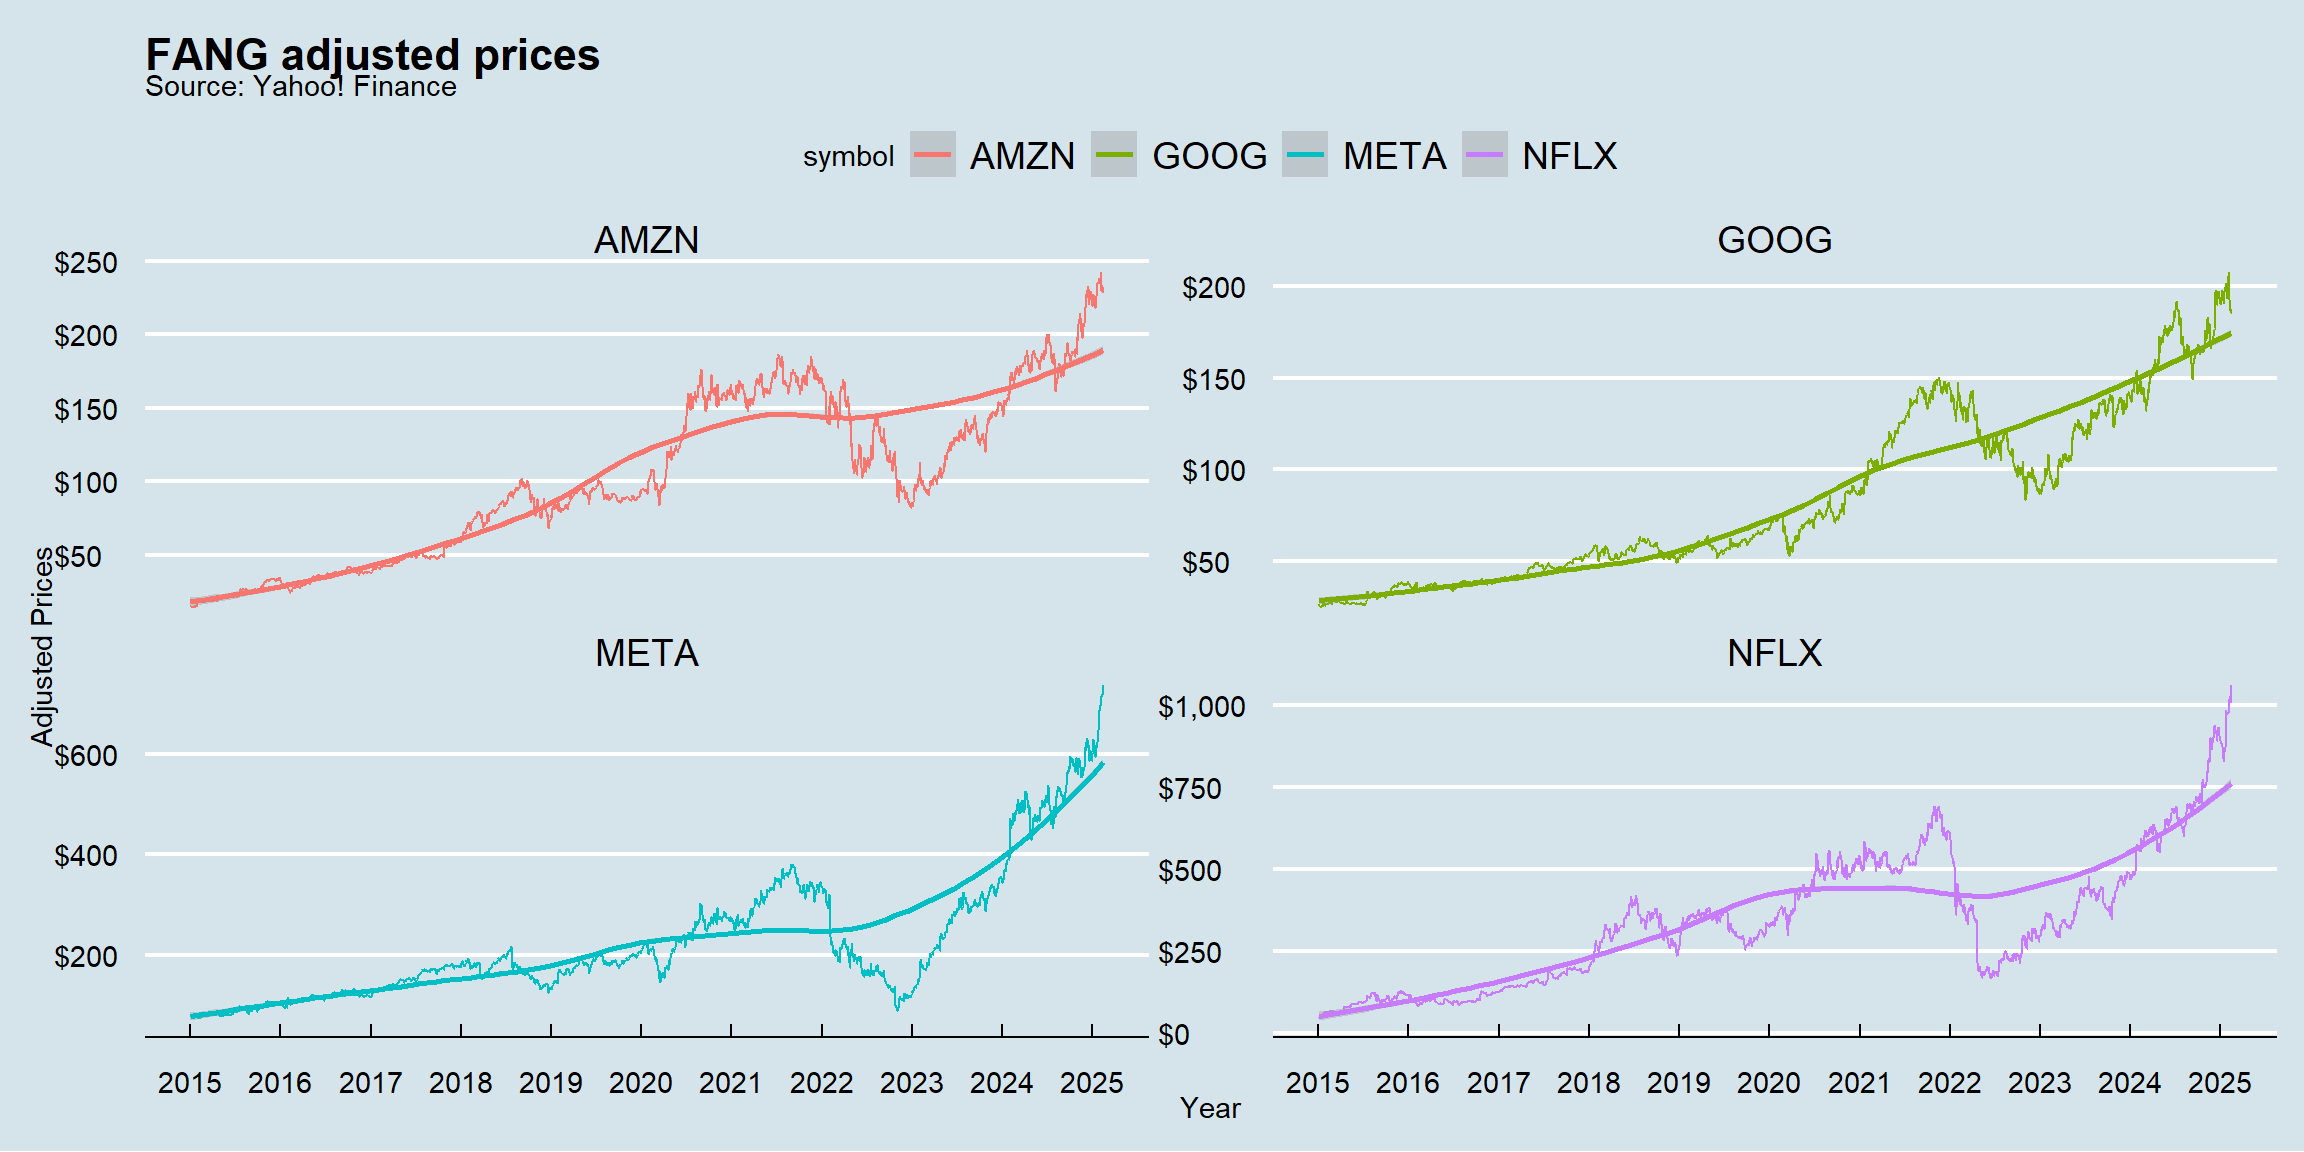 FANG adjusted prices
Source: Yahoo! Finance
symbol AMZN GOOG META NFLX
AMZN
$250
$200
$150
$100
$50
GOOG
$200
$150
$100
$50
Adjusted Prices
META
$600
$400
$200
2015 2016 2017 2018 2019 2020 2021 2022 2023 2024 2025
NFLX
$1,000
$750
$500
$250
$0
2015 2016 2017 2018 2019 2020 2021 2022 2023 2024 2025
Year